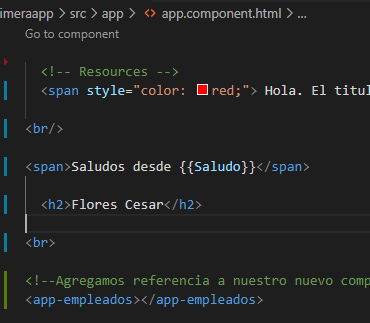 imeraapp > src > app > <> app.component.html > ...
Go to component
<!-- Resources -->
<span style="color: red;"> Hola. El titul
<br/>
<span>Saludos desde {{Saludo}}</span>
<h2>Flores Cesar</h2>
<br>
<!--Agregamos referencia a nuestro nuevo comp
<app-empleados></app-empleados>